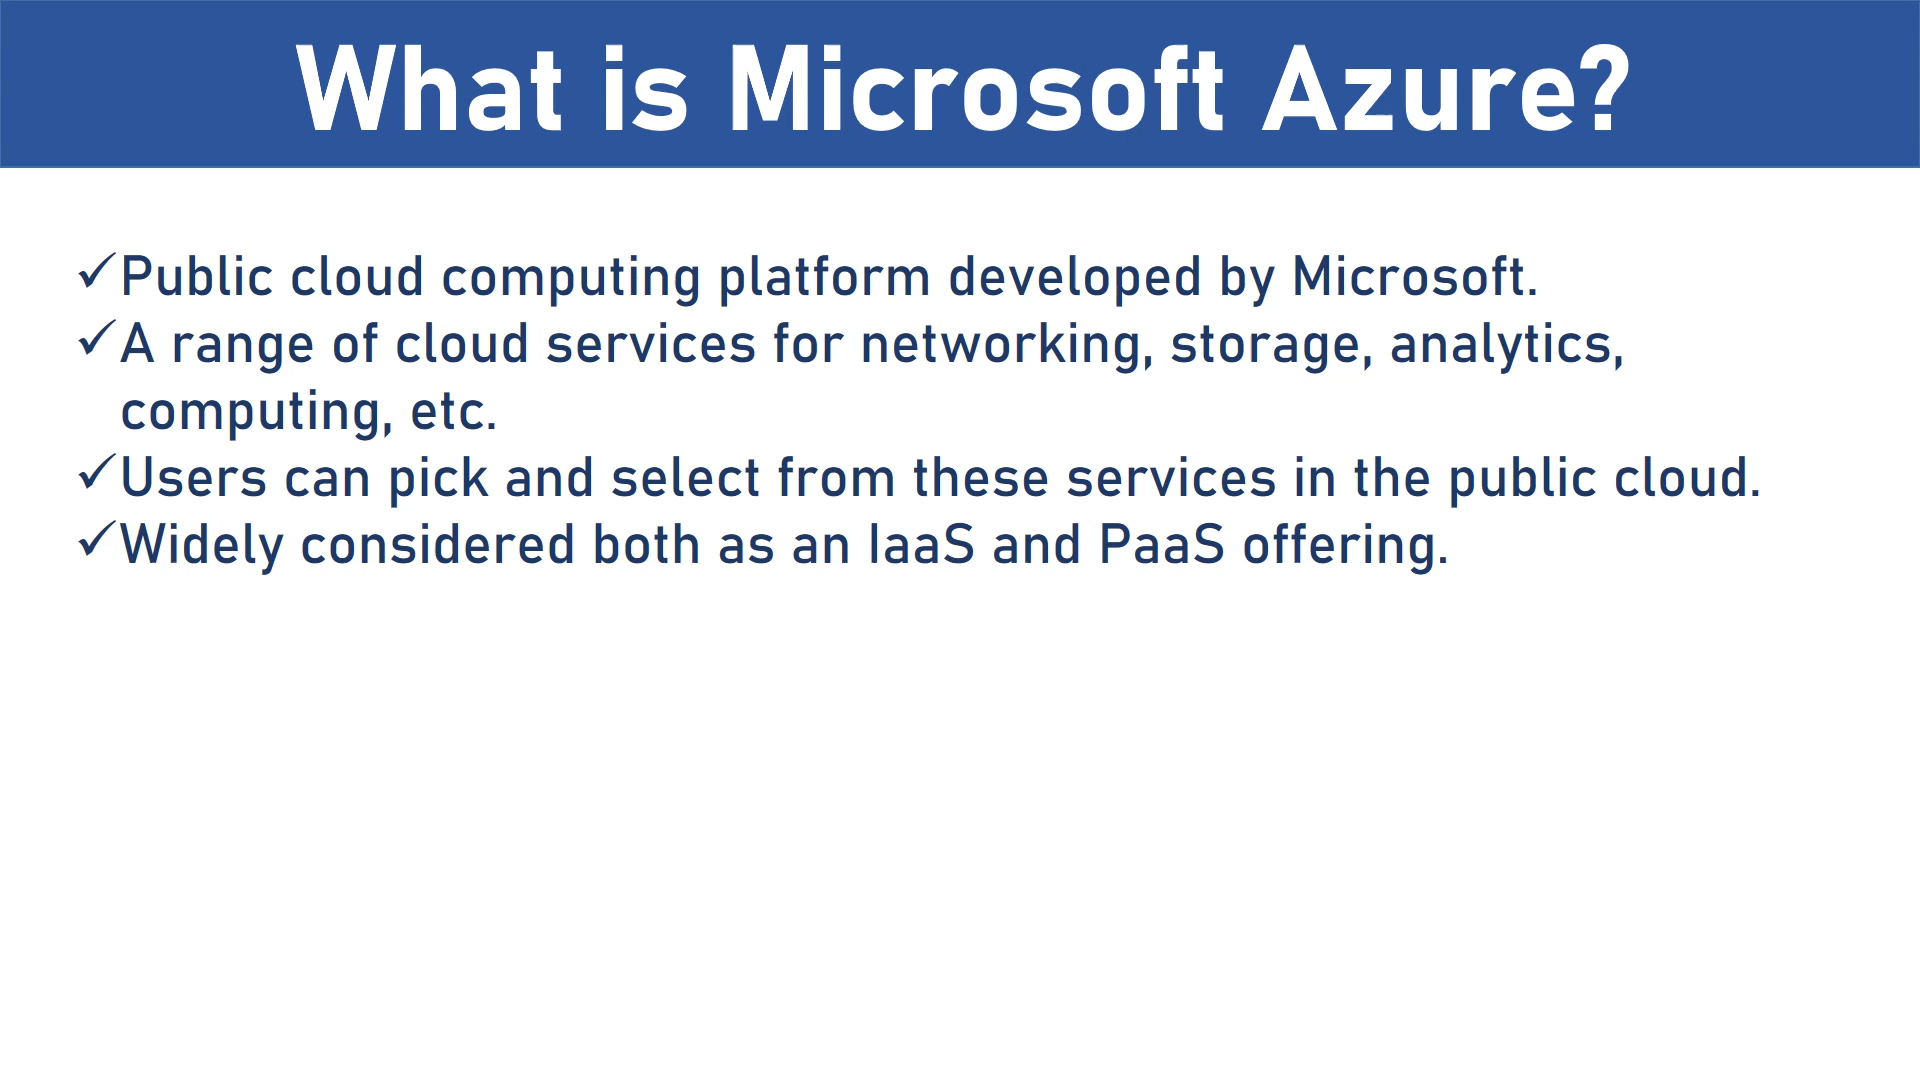 What is Microsoft Azure?
✓Public cloud computing platform developed by Microsoft.
✓A range of cloud services for networking, storage, analytics,
computing, etc.
✓Users can pick and select from these services in the public cloud.
✓Widely considered both as an IaaS and PaaS offering.